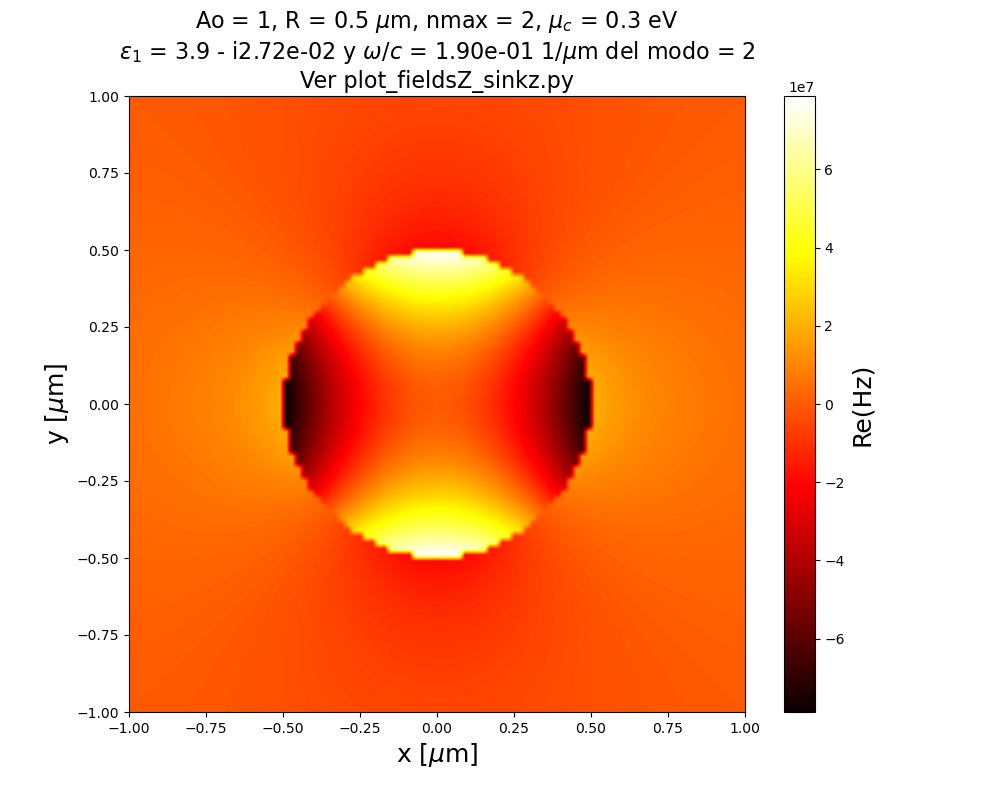 Ao = 1, R = 0.5 μm, nmax = 2, μc = 0.3 eV
ε1 = 3.9 - i2.72e-02 y ω/c = 1.90e-01 1/μm del modo = 2
Ver plot_fieldsZ_sinkz.py
1e7
1.00
0.75
0.50
0.25
0.00
−0.25
−0.50
−0.75
−1.00
y [μm]
−1.00 −0.75 −0.50 −0.25 0.00 0.25 0.50 0.75 1.00
x [μm]
6
4
2
0
−2
−4
−6
Re(Hz)